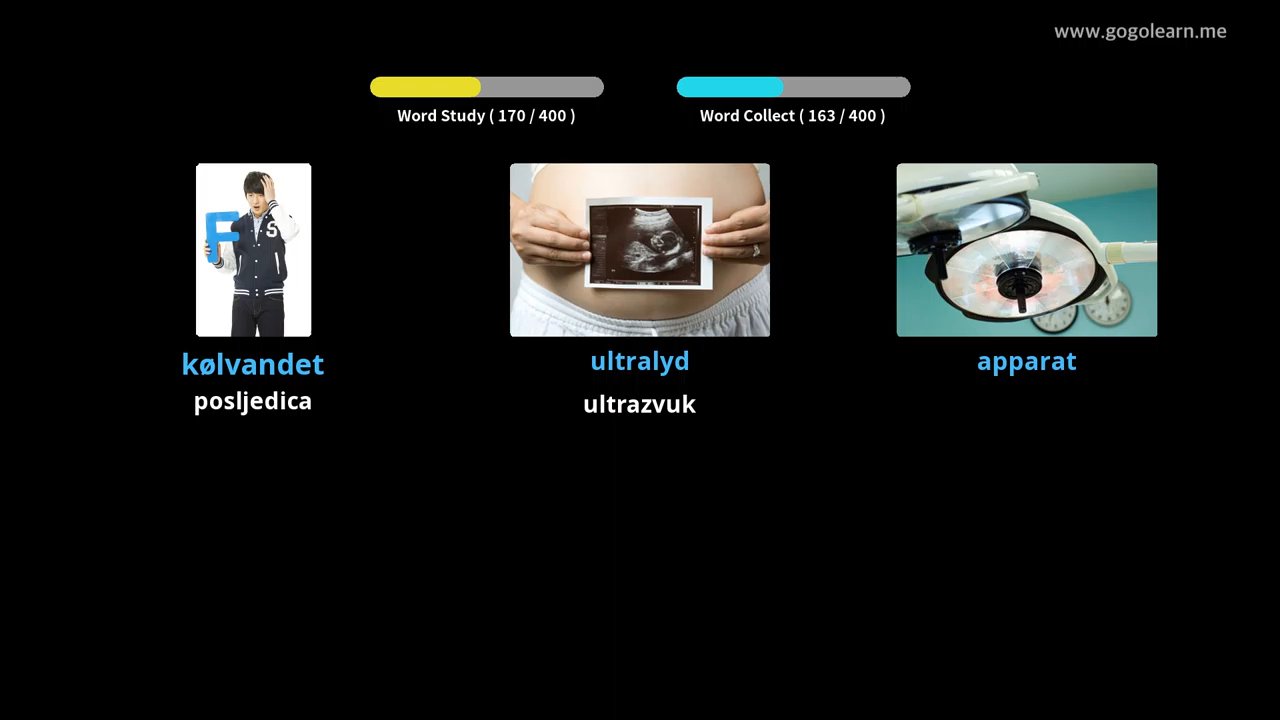 www.gogolearn.me
Word Study ( 170 / 400 )
Word Collect ( 163 / 400 )
F
S
kølvandet
posljedica
ultralyd
ultrazvuk
apparat